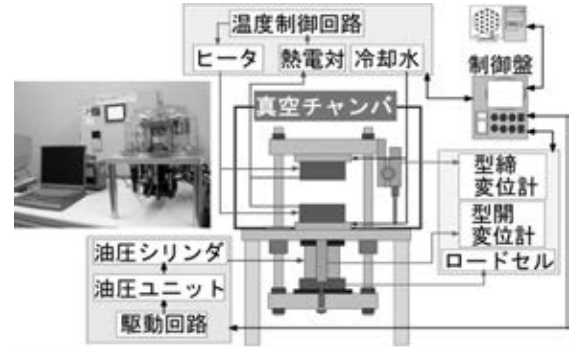 温度制御回路
ヒータ
熱電対
冷却水
制御盤
真空チャンバ
型締
変位計
型開
変位計
ロードセル
油圧シリンダ
油圧ユニット
駆動回路